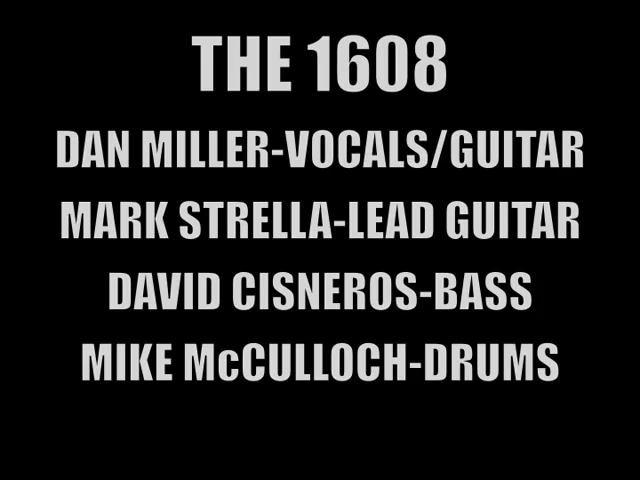 THE 1608
DAN MILLER-VOCALS/GUITAR
MARK STRELLA-LEAD GUITAR
DAVID CISNEROS-BASS
MIKE McCULLOCH-DRUMS